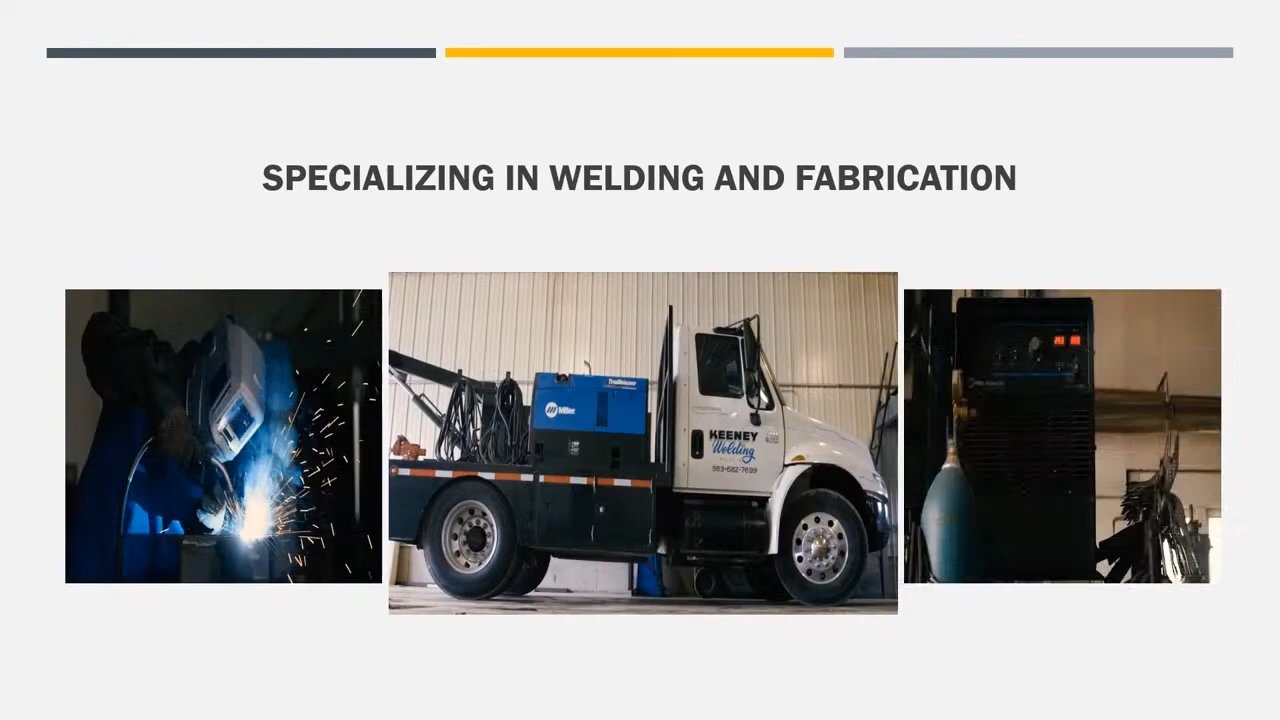 SPECIALIZING IN WELDING AND FABRICATION
Trailblazer
Miller
KEENEY
Welding
563-682-7699